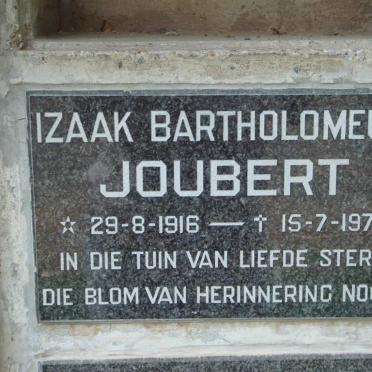 IZAAK BARTHOLOMEU
JOUBERT
☆ 29-8-1916 — † 15-7-197
IN DIE TUIN VAN LIEFDE STER
DIE BLOM VAN HERINNERING NOO